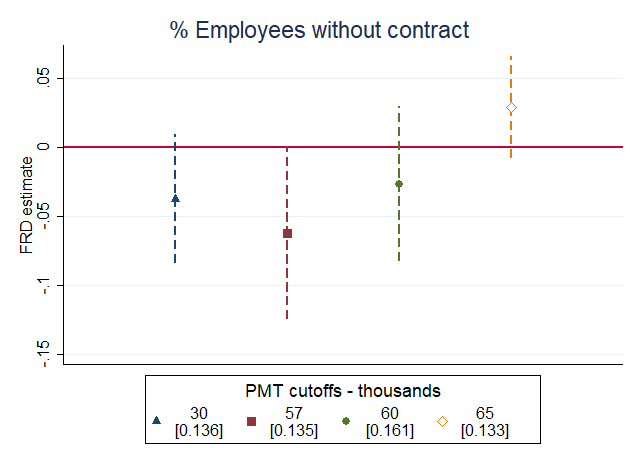 % Employees without contract
FRD estimate
.05
0
-.05
-.1
-.15
PMT cutoffs - thousands
30 57 60 65
[0.136] [0.135] [0.161] [0.133]